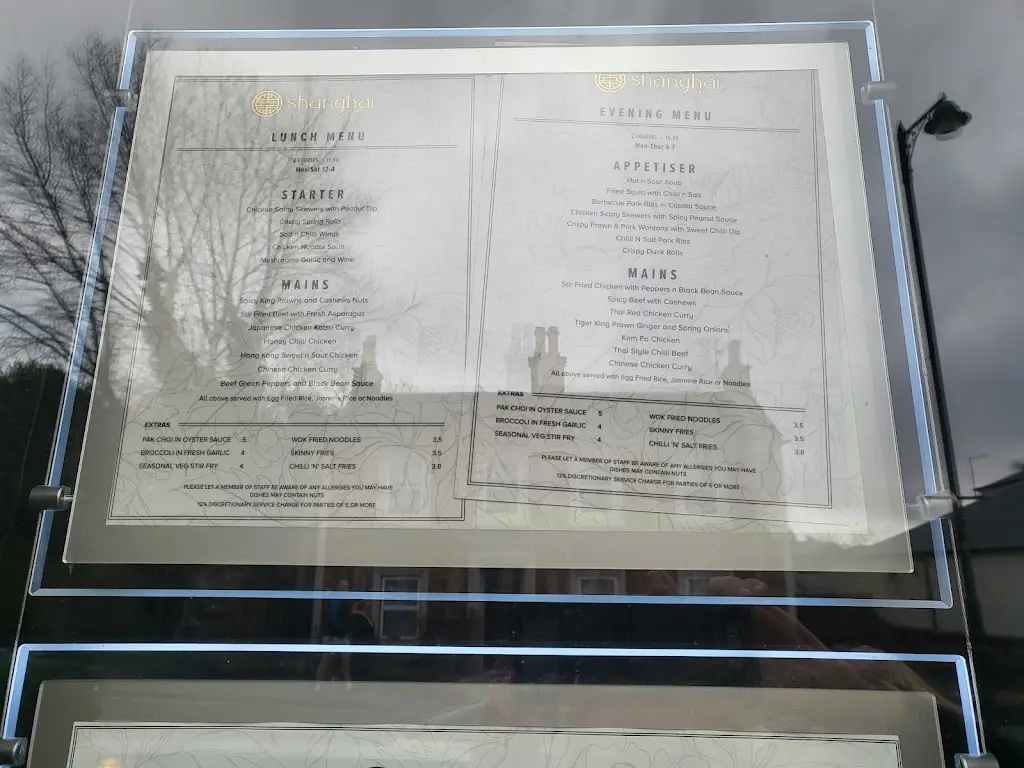 shanghai
LUNCH MENU
2 COURSES - 11.50
Mon-Sat 12-4
STARTER
Chicken Satay Skewers with Peanut Dip
Crispy Spring Rolls
Salt n Chilli Wings
Chicken Noodle Soup
Mushrooms Garlic and Wine
MAINS
Spicy King Prawns and Cashews Nuts
Stir Fried Beef with Fresh Asparagus
Japanese Chicken Katsu Curry
Honey Chilli Chicken
Hong Kong Sweet n Sour Chicken
Chinese Chicken Curry
Beef Green Peppers and Black Bean Sauce
All above served with Egg Fried Rice, Jasmine Rice or Noodles
EXTRAS
PAK CHOI IN OYSTER SAUCE 5
BROCCOLI IN FRESH GARLIC 4
SEASONAL VEG STIR FRY 4
WOK FRIED NOODLES 3.5
SKINNY FRIES 3.5
CHILLI 'N' SALT FRIES 3.8
PLEASE LET A MEMBER OF STAFF BE AWARE OF ANY ALLERGIES YOU MAY HAVE
DISHES MAY CONTAIN NUTS
12% DISCRETIONARY SERVICE CHARGE FOR PARTIES OF 5 OR MORE
shanghai
EVENING MENU
2 COURSES -
Mon-Thur 4-7
APPETISER
Hot n Sour Soup
Fried Squid with Chilli n Salt
Barbecue Pork Ribs in Capital Sauce
Chicken Satay Skewers with Spicy Peanut Sauce
Crispy Prawn & Pork Wontons with Sweet Chilli Dip
Chilli N Salt Pork Ribs
Crispy Duck Rolls
MAINS
Stir Fried Chicken with Peppers n Black Bean Sauce
Spicy Beef with Cashews
Thai Red Chicken Curry
Tiger King Prawn Ginger and Spring Onions
Kom Po Chicken
Thai Style Chilli Beef
Chinese Chicken Curry
All above served with Egg Fried Rice, Jasmine Rice or Noodles
EXTRAS
PAK CHOI IN OYSTER SAUCE 5
BROCCOLI IN FRESH GARLIC 4
SEASONAL VEG STIR FRY 4
WOK FRIED NOODLES 3.5
SKINNY FRIES 3.5
CHILLI 'N' SALT FRIES 3.8
PLEASE LET A MEMBER OF STAFF BE AWARE OF ANY ALLERGIES YOU MAY HAVE
DISHES MAY CONTAIN NUTS
12% DISCRETIONARY SERVICE CHARGE FOR PARTIES OF 5 OR MORE